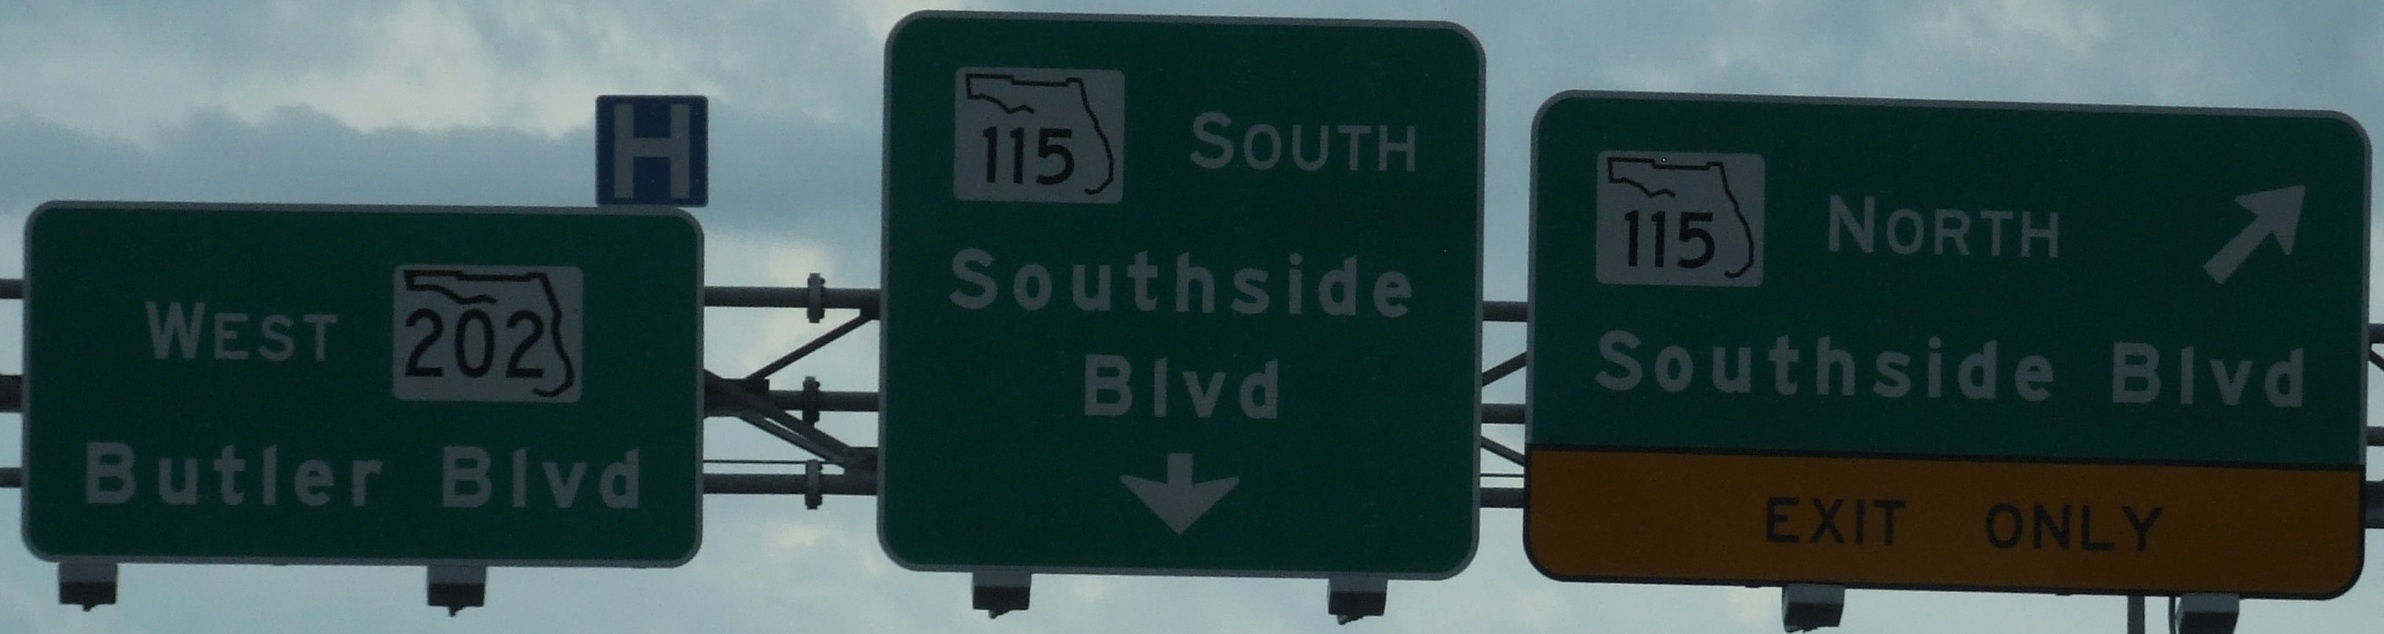 H
WEST 202
Butler Blvd
115 SOUTH
Southside
Blvd
115 NORTH
Southside Blvd
EXIT ONLY